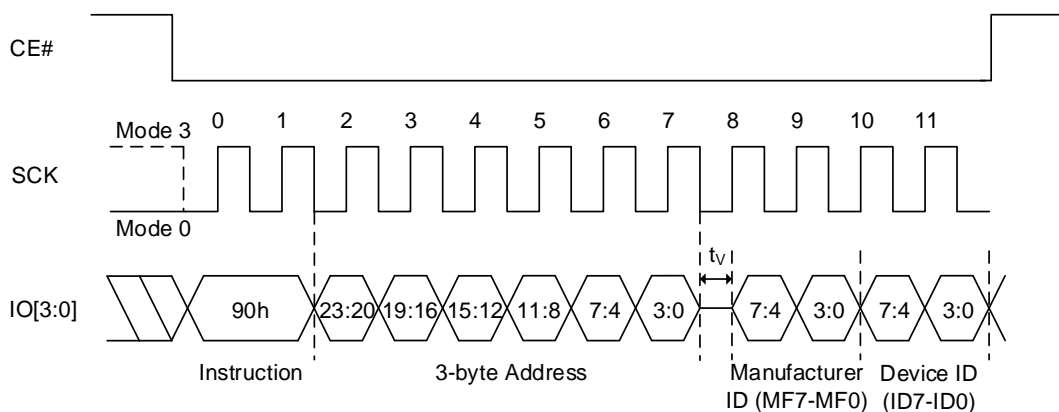 CE#
0 1 2 3 4 5 6 7 8 9 10 11
Mode 3
SCK
Mode 0
tV
IO[3:0] 90h 23:20 19:16 15:12 11:8 7:4 3:0 7:4 3:0 7:4 3:0
Instruction 3-byte Address Manufacturer Device ID
ID (MF7-MF0) (ID7-ID0)